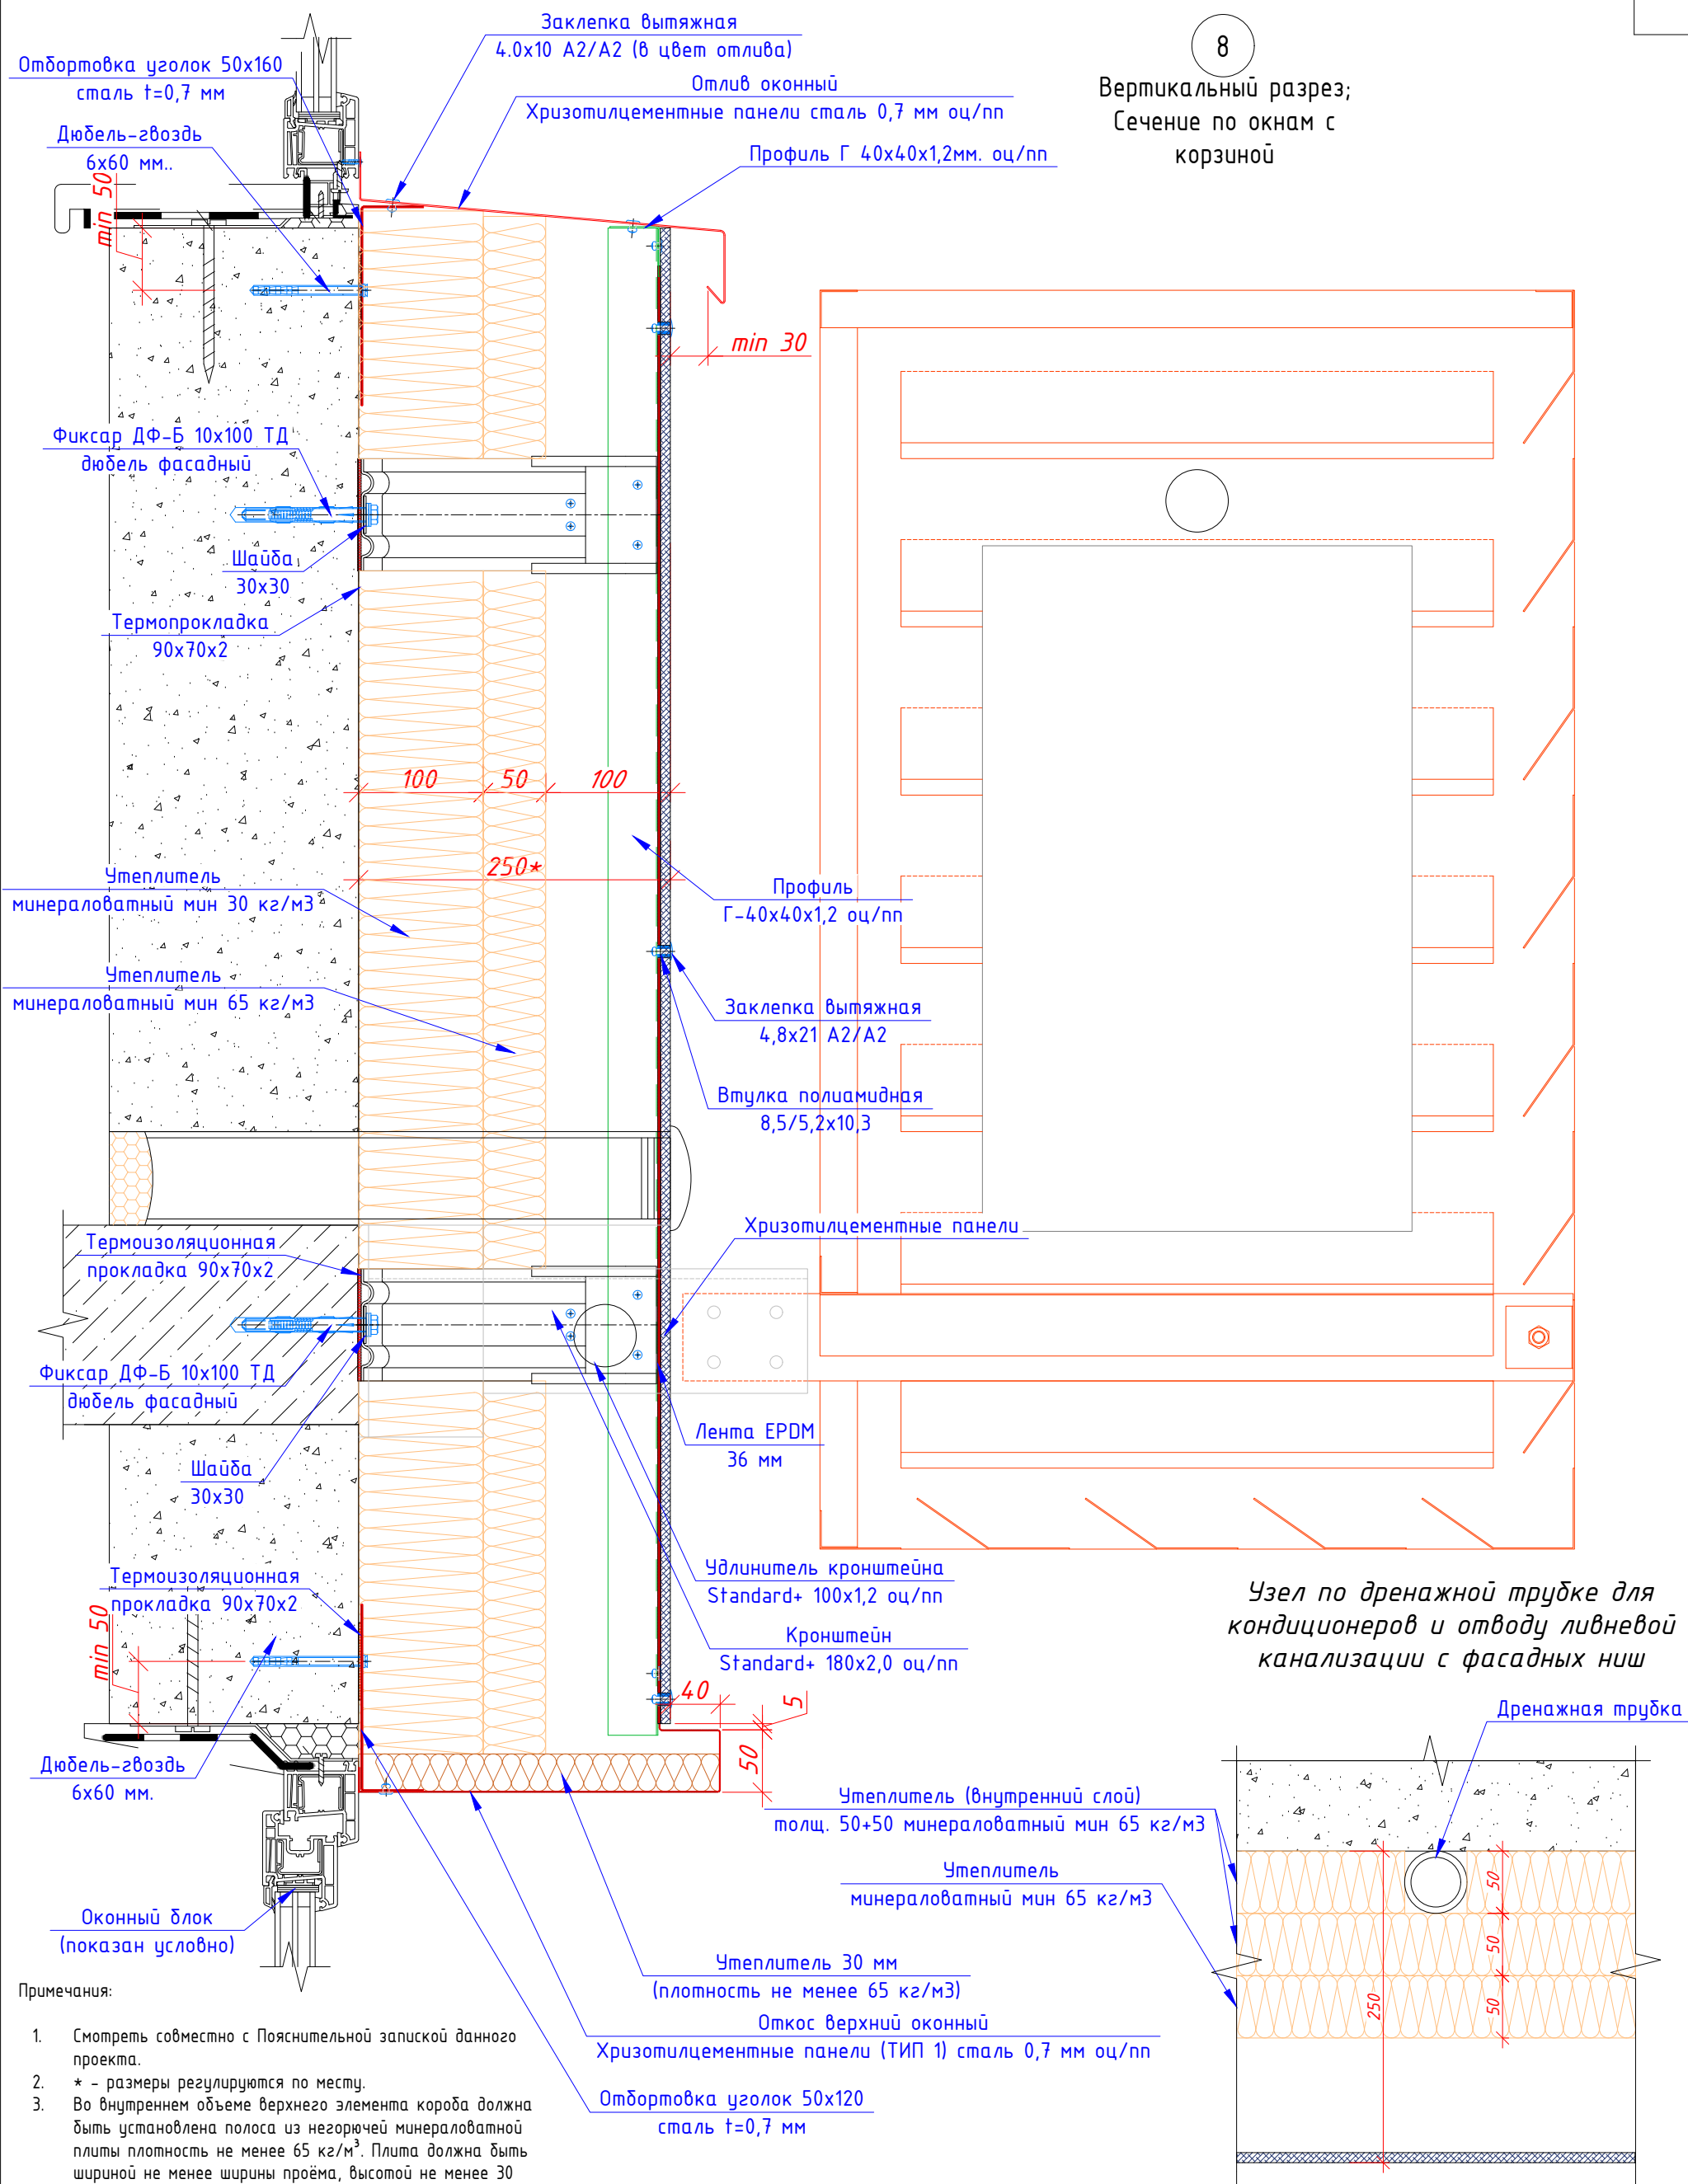 8
Вертикальный разрез;
Сечение по окнам с
корзиной
Заклепка вытяжная
4.0х10 А2/А2 (в цвет отлива)
Отбортовка уголок 50х160
сталь t=0,7 мм
Отлив оконный
Хризотилцементные панели сталь 0,7 мм оц/пп
Дюбель-гвоздь
6х60 мм..
Профиль Г 40х40х1,2мм. оц/пп
min 50
min 30
Фиксар ДФ-Б 10х100 ТД
дюбель фасадный
Шайба
30х30
Термопрокладка
90х70х2
100
50
100
250*
Утеплитель
минераловатный мин 30 кг/м3
Профиль
Г-40х40х1,2 оц/пп
Утеплитель
минераловатный мин 65 кг/м3
Заклепка вытяжная
4,8х21 А2/А2
Втулка полиамидная
8,5/5,2х10,3
Хризотилцементные панели
Термоизоляционная
прокладка 90х70х2
Фиксар ДФ-Б 10х100 ТД
дюбель фасадный
Лента EPDM
36 мм
Шайба
30х30
Удлинитель кронштейна
Standard+ 100х1,2 оц/пп
Термоизоляционная
прокладка 90х70х2
Кронштейн
Standard+ 180х2,0 оц/пп
min 50
40
5
50
Дюбель-гвоздь
6х60 мм.
Узел по дренажной трубке для
кондиционеров и отводу ливневой
канализации с фасадных ниш
Дренажная трубка
Утеплитель (внутренний слой)
толщ. 50+50 минераловатный мин 65 кг/м3
Утеплитель
минераловатный мин 65 кг/м3
50
50
50
250
Оконный блок
(показан условно)
Утеплитель 30 мм
(плотность не менее 65 кг/м3)
Откос верхний оконный
Хризотилцементные панели (ТИП 1) сталь 0,7 мм оц/пп
Отбортовка уголок 50х120
сталь t=0,7 мм
Примечания:
1. Смотреть совместно с Пояснительной запиской данного
проекта.
2. * - размеры регулируются по месту.
3. Во внутреннем объеме верхнего элемента короба должна
быть установлена полоса из негорючей минераловатной
плиты плотность не менее 65 кг/м³. Плита должна быть
шириной не менее ширины проёма, высотой не менее 30